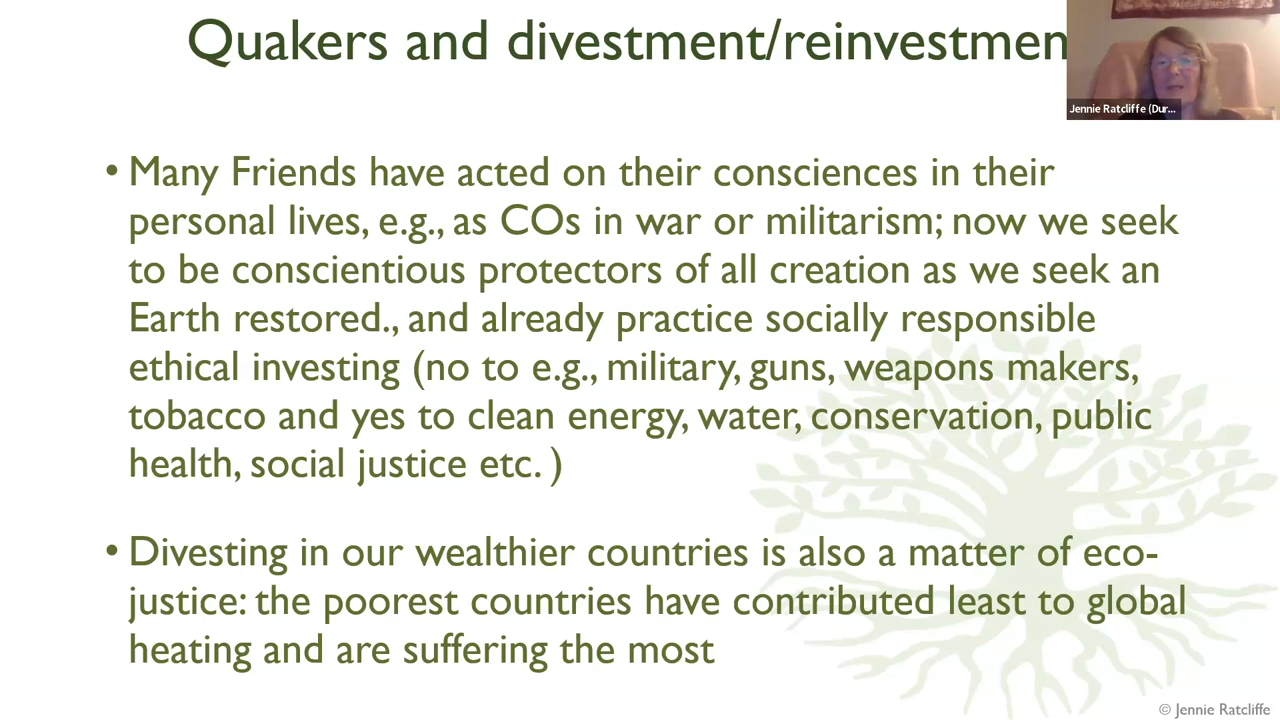 Quakers and divestment/reinvestmen
Jennie Ratcliffe (Dur...
• Many Friends have acted on their consciences in their
personal lives, e.g., as COs in war or militarism; now we seek
to be conscientious protectors of all creation as we seek an
Earth restored., and already practice socially responsible
ethical investing (no to e.g., military, guns, weapons makers,
tobacco and yes to clean energy, water, conservation, public
health, social justice etc. )
• Divesting in our wealthier countries is also a matter of eco-
justice: the poorest countries have contributed least to global
heating and are suffering the most
© Jennie Ratcliffe